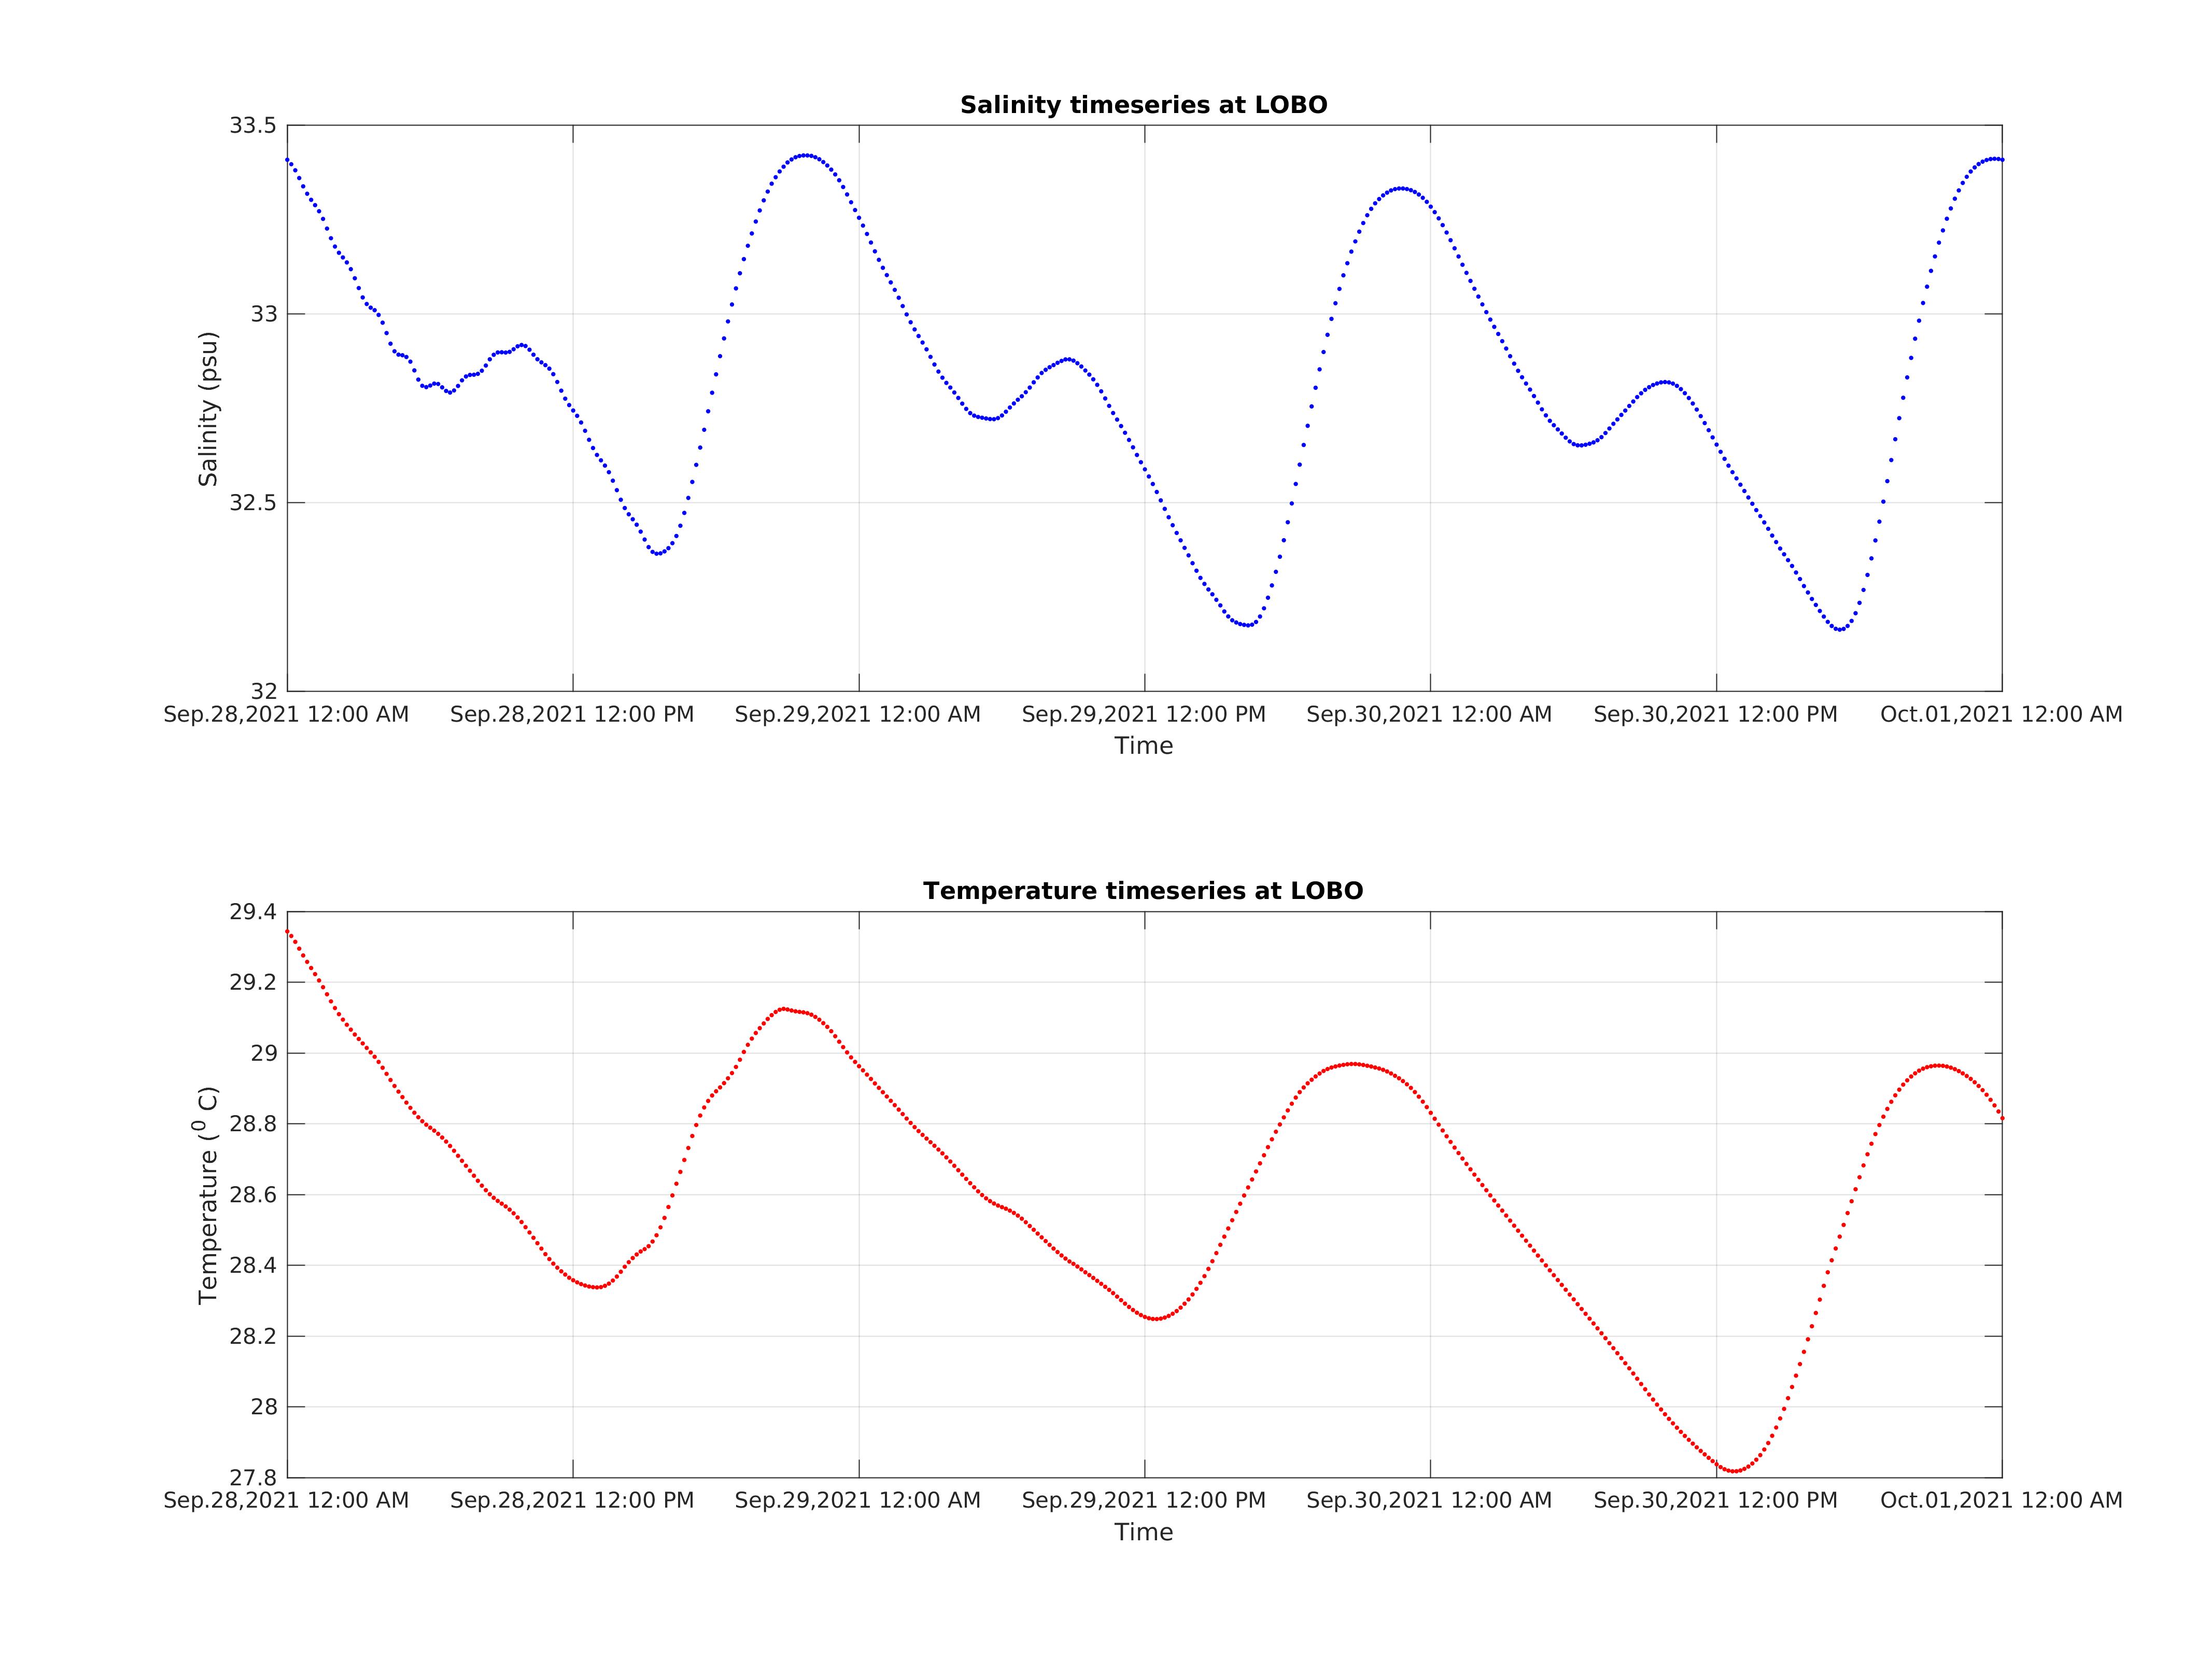 Salinity timeseries at LOBO
33.5
33
32.5
32
Salinity (psu)
Sep.28,2021 12:00 AM Sep.28,2021 12:00 PM Sep.29,2021 12:00 AM Sep.29,2021 12:00 PM Sep.30,2021 12:00 AM Sep.30,2021 12:00 PM Oct.01,2021 12:00 AM
Time
Temperature timeseries at LOBO
29.4
29.2
29
28.8
28.6
28.4
28.2
28
27.8
Temperature (⁰ C)
Sep.28,2021 12:00 AM Sep.28,2021 12:00 PM Sep.29,2021 12:00 AM Sep.29,2021 12:00 PM Sep.30,2021 12:00 AM Sep.30,2021 12:00 PM Oct.01,2021 12:00 AM
Time